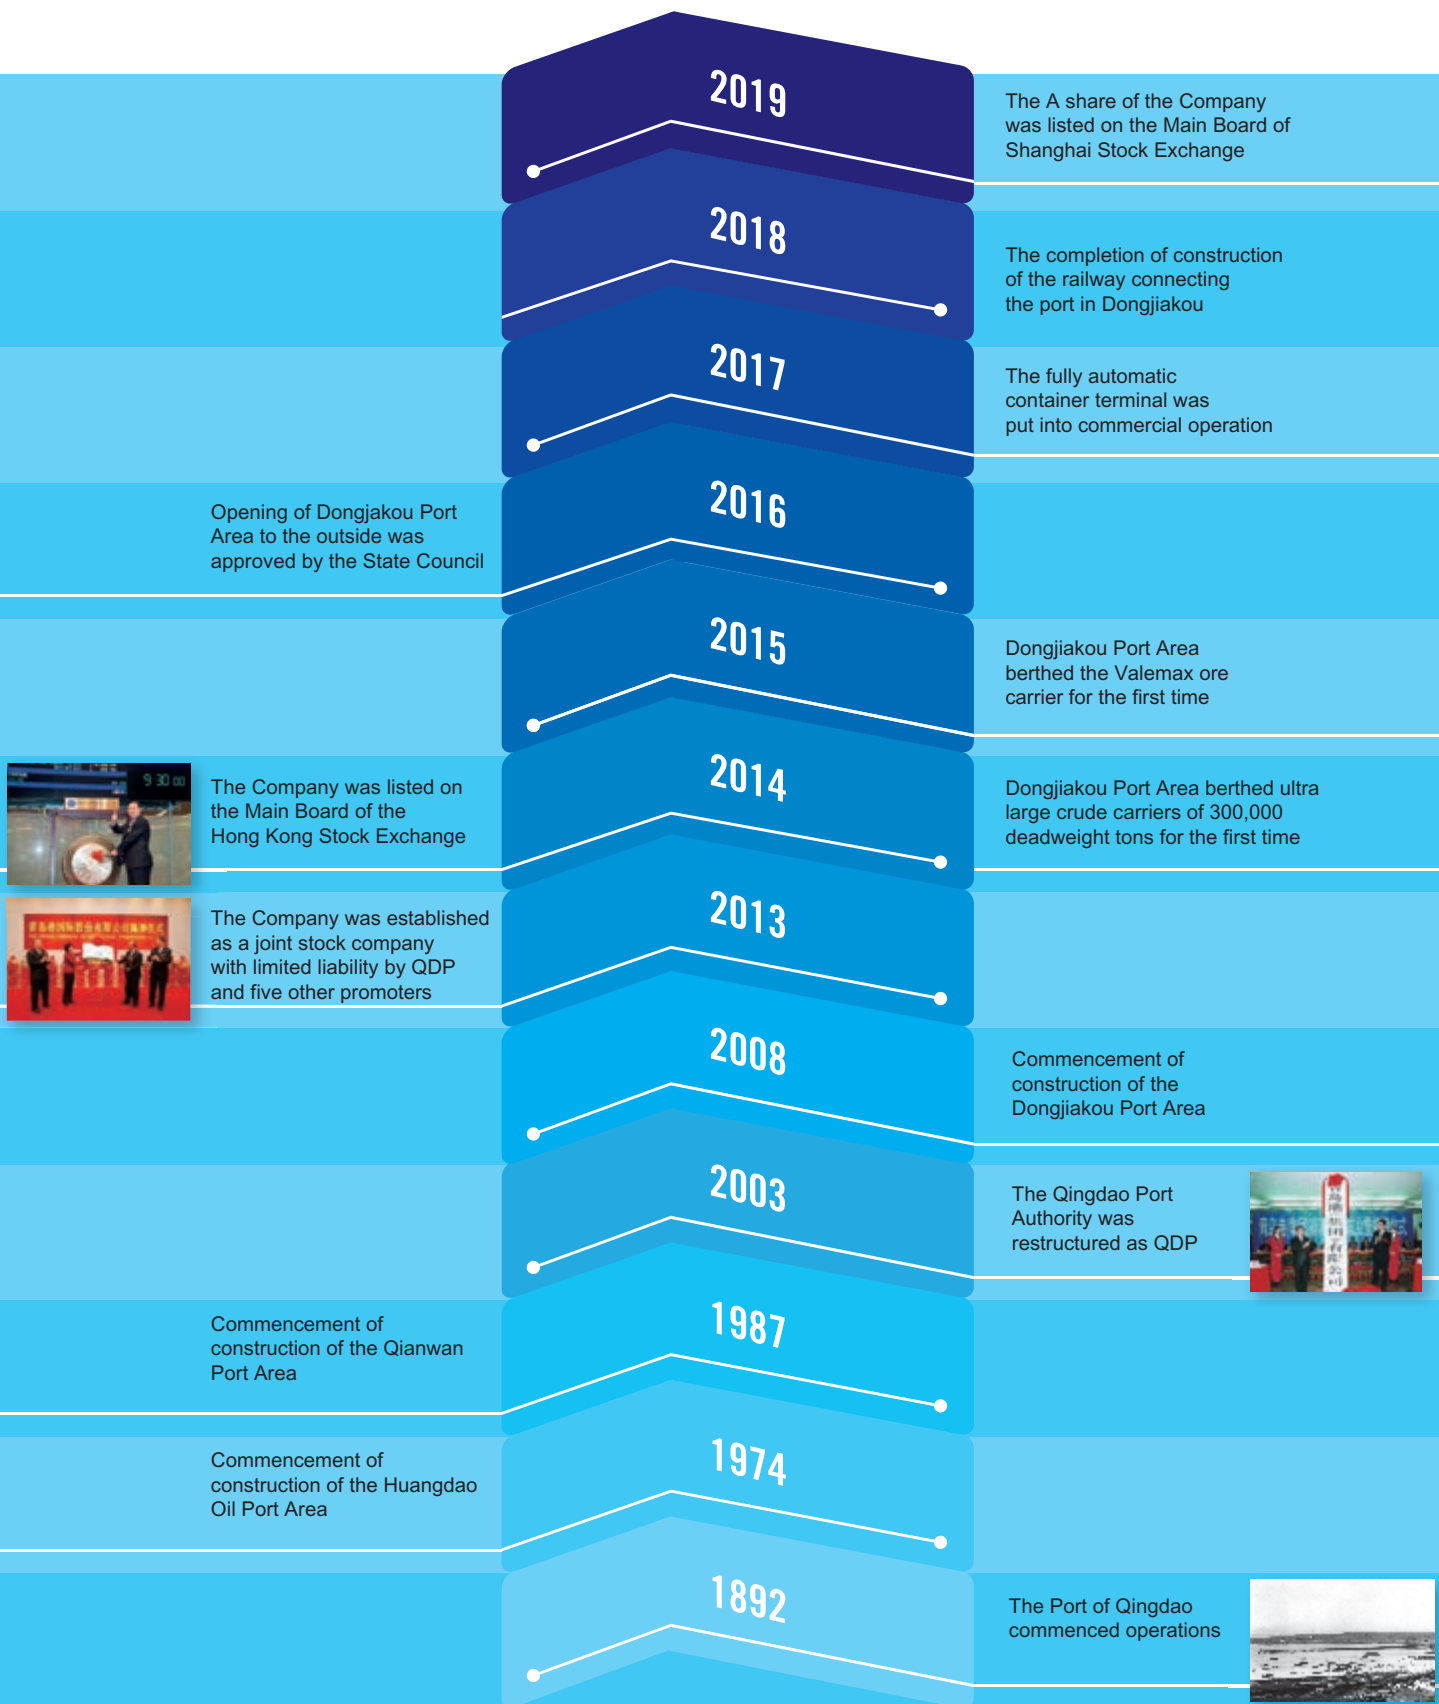 2019
The A share of the Company
was listed on the Main Board of
Shanghai Stock Exchange
2018
The completion of construction
of the railway connecting
the port in Dongjiakou
2017
The fully automatic
container terminal was
put into commercial operation
2016
Opening of Dongjakou Port
Area to the outside was
approved by the State Council
2015
Dongjiakou Port Area
berthed the Valemax ore
carrier for the first time
2014
9 30 00
The Company was listed on
the Main Board of the
Hong Kong Stock Exchange
Dongjiakou Port Area berthed ultra
large crude carriers of 300,000
deadweight tons for the first time
2013
The Company was established
as a joint stock company
with limited liability by QDP
and five other promoters
2008
Commencement of
construction of the
Dongjiakou Port Area
2003
The Qingdao Port
Authority was
restructured as QDP
1987
Commencement of
construction of the Qianwan
Port Area
1974
Commencement of
construction of the Huangdao
Oil Port Area
1892
The Port of Qingdao
commenced operations